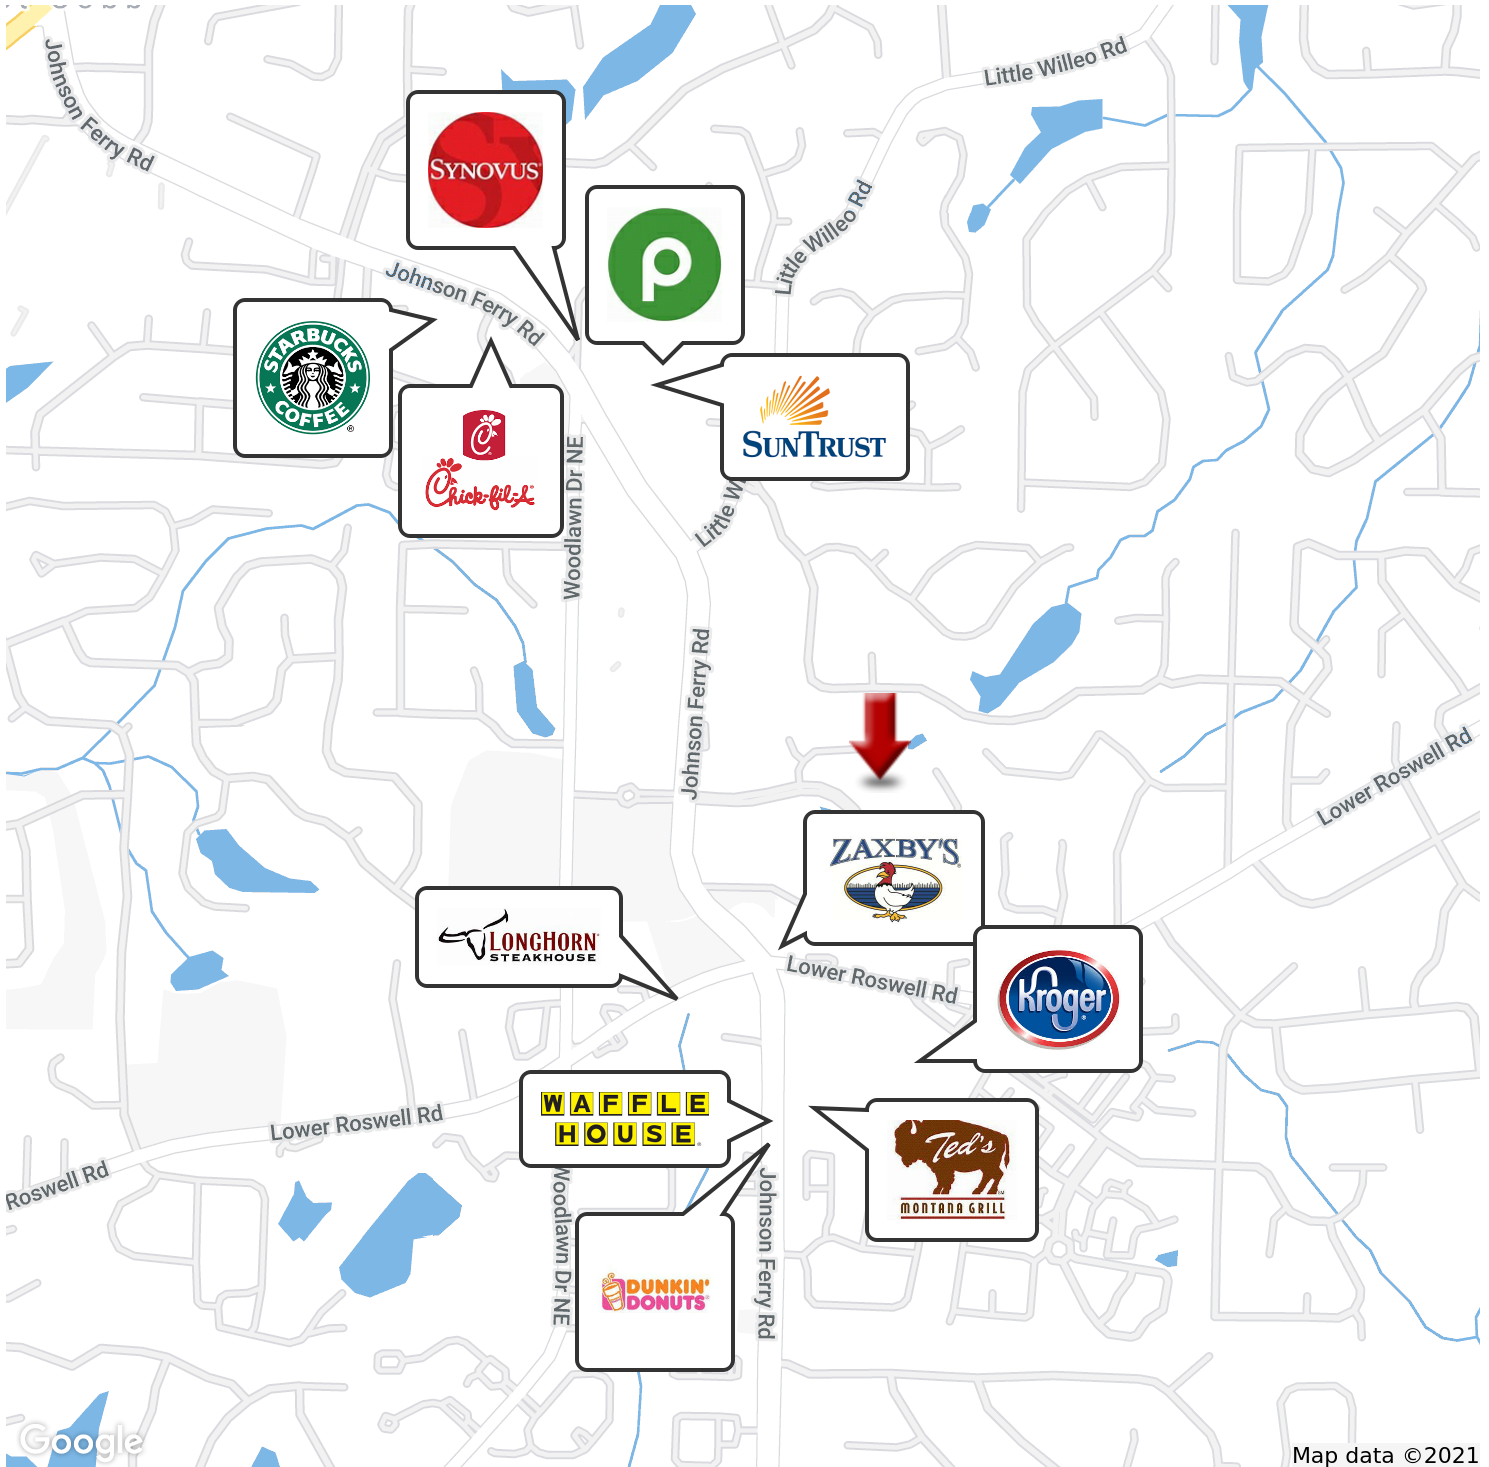 Little Willeo Rd
Johnson Ferry Rd
SYNOVUS
P
Little Willeo Rd
Johnson Ferry Rd
STARBUCKS
COFFEE
®
SUNTRUST
Chick-fil-A®
Woodlawn Dr NE
Little W
Johnson Ferry Rd
Lower Roswell Rd
ZAXBY'S
LONGHORN
STEAKHOUSE
Lower Roswell Rd
Kroger
WAFFLE
HOUSE
Lower Roswell Rd
Ted's
MONTANA GRILL
Roswell Rd
Woodlawn Dr NE
Johnson Ferry Rd
DUNKIN'
DONUTS
Google
Map data ©2021